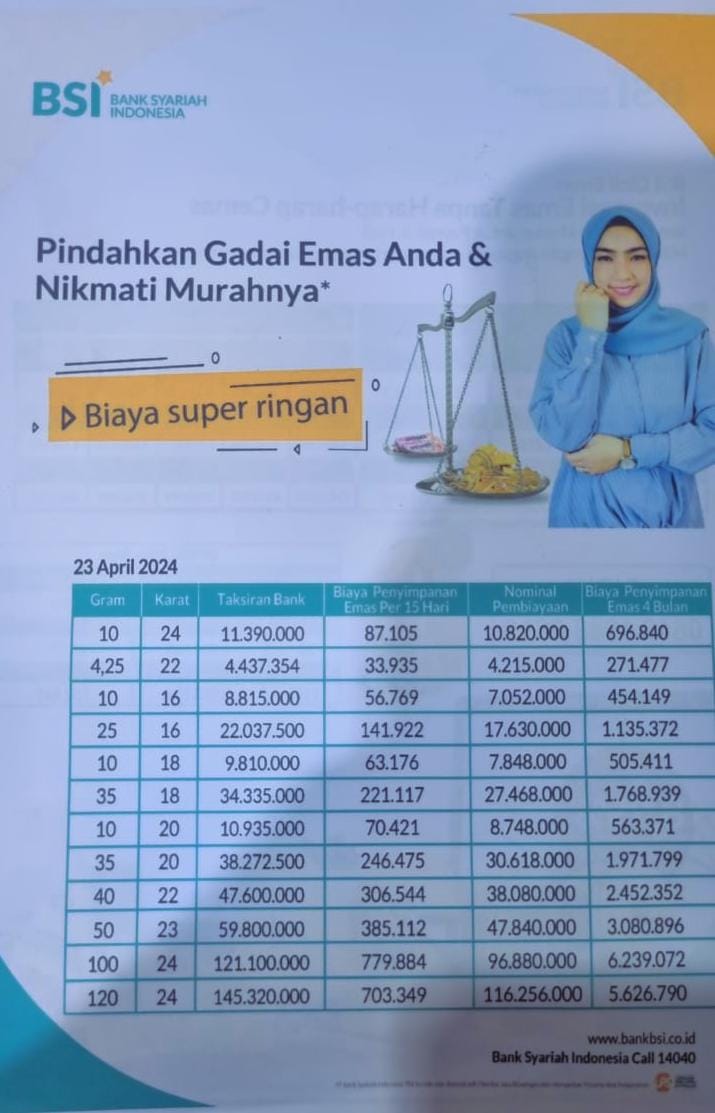 BSI BANK SYARIAH
INDONESIA
Pindahkan Gadai Emas Anda &
Nikmati Murahnya*
Biaya super ringan
23 April 2024
Gram Karat Taksiran Bank Biaya Penyimpanan Emas Per 15 Hari Nominal Pembiayaan Biaya Penyimpanan Emas 4 Bulan
10 24 11.390.000 87.105 10.820.000 696.840
4,25 22 4.437.354 33.935 4.215.000 271.477
10 16 8.815.000 56.769 7.052.000 454.149
25 16 22.037.500 141.922 17.630.000 1.135.372
10 18 9.810.000 63.176 7.848.000 505.411
35 18 34.335.000 221.117 27.468.000 1.768.939
10 20 10.935.000 70.421 8.748.000 563.371
35 20 38.272.500 246.475 30.618.000 1.971.799
40 22 47.600.000 306.544 38.080.000 2.452.352
50 23 59.800.000 385.112 47.840.000 3.080.896
100 24 121.100.000 779.884 96.880.000 6.239.072
120 24 145.320.000 703.349 116.256.000 5.626.790
www.bankbsi.co.id
Bank Syariah Indonesia Call 14040